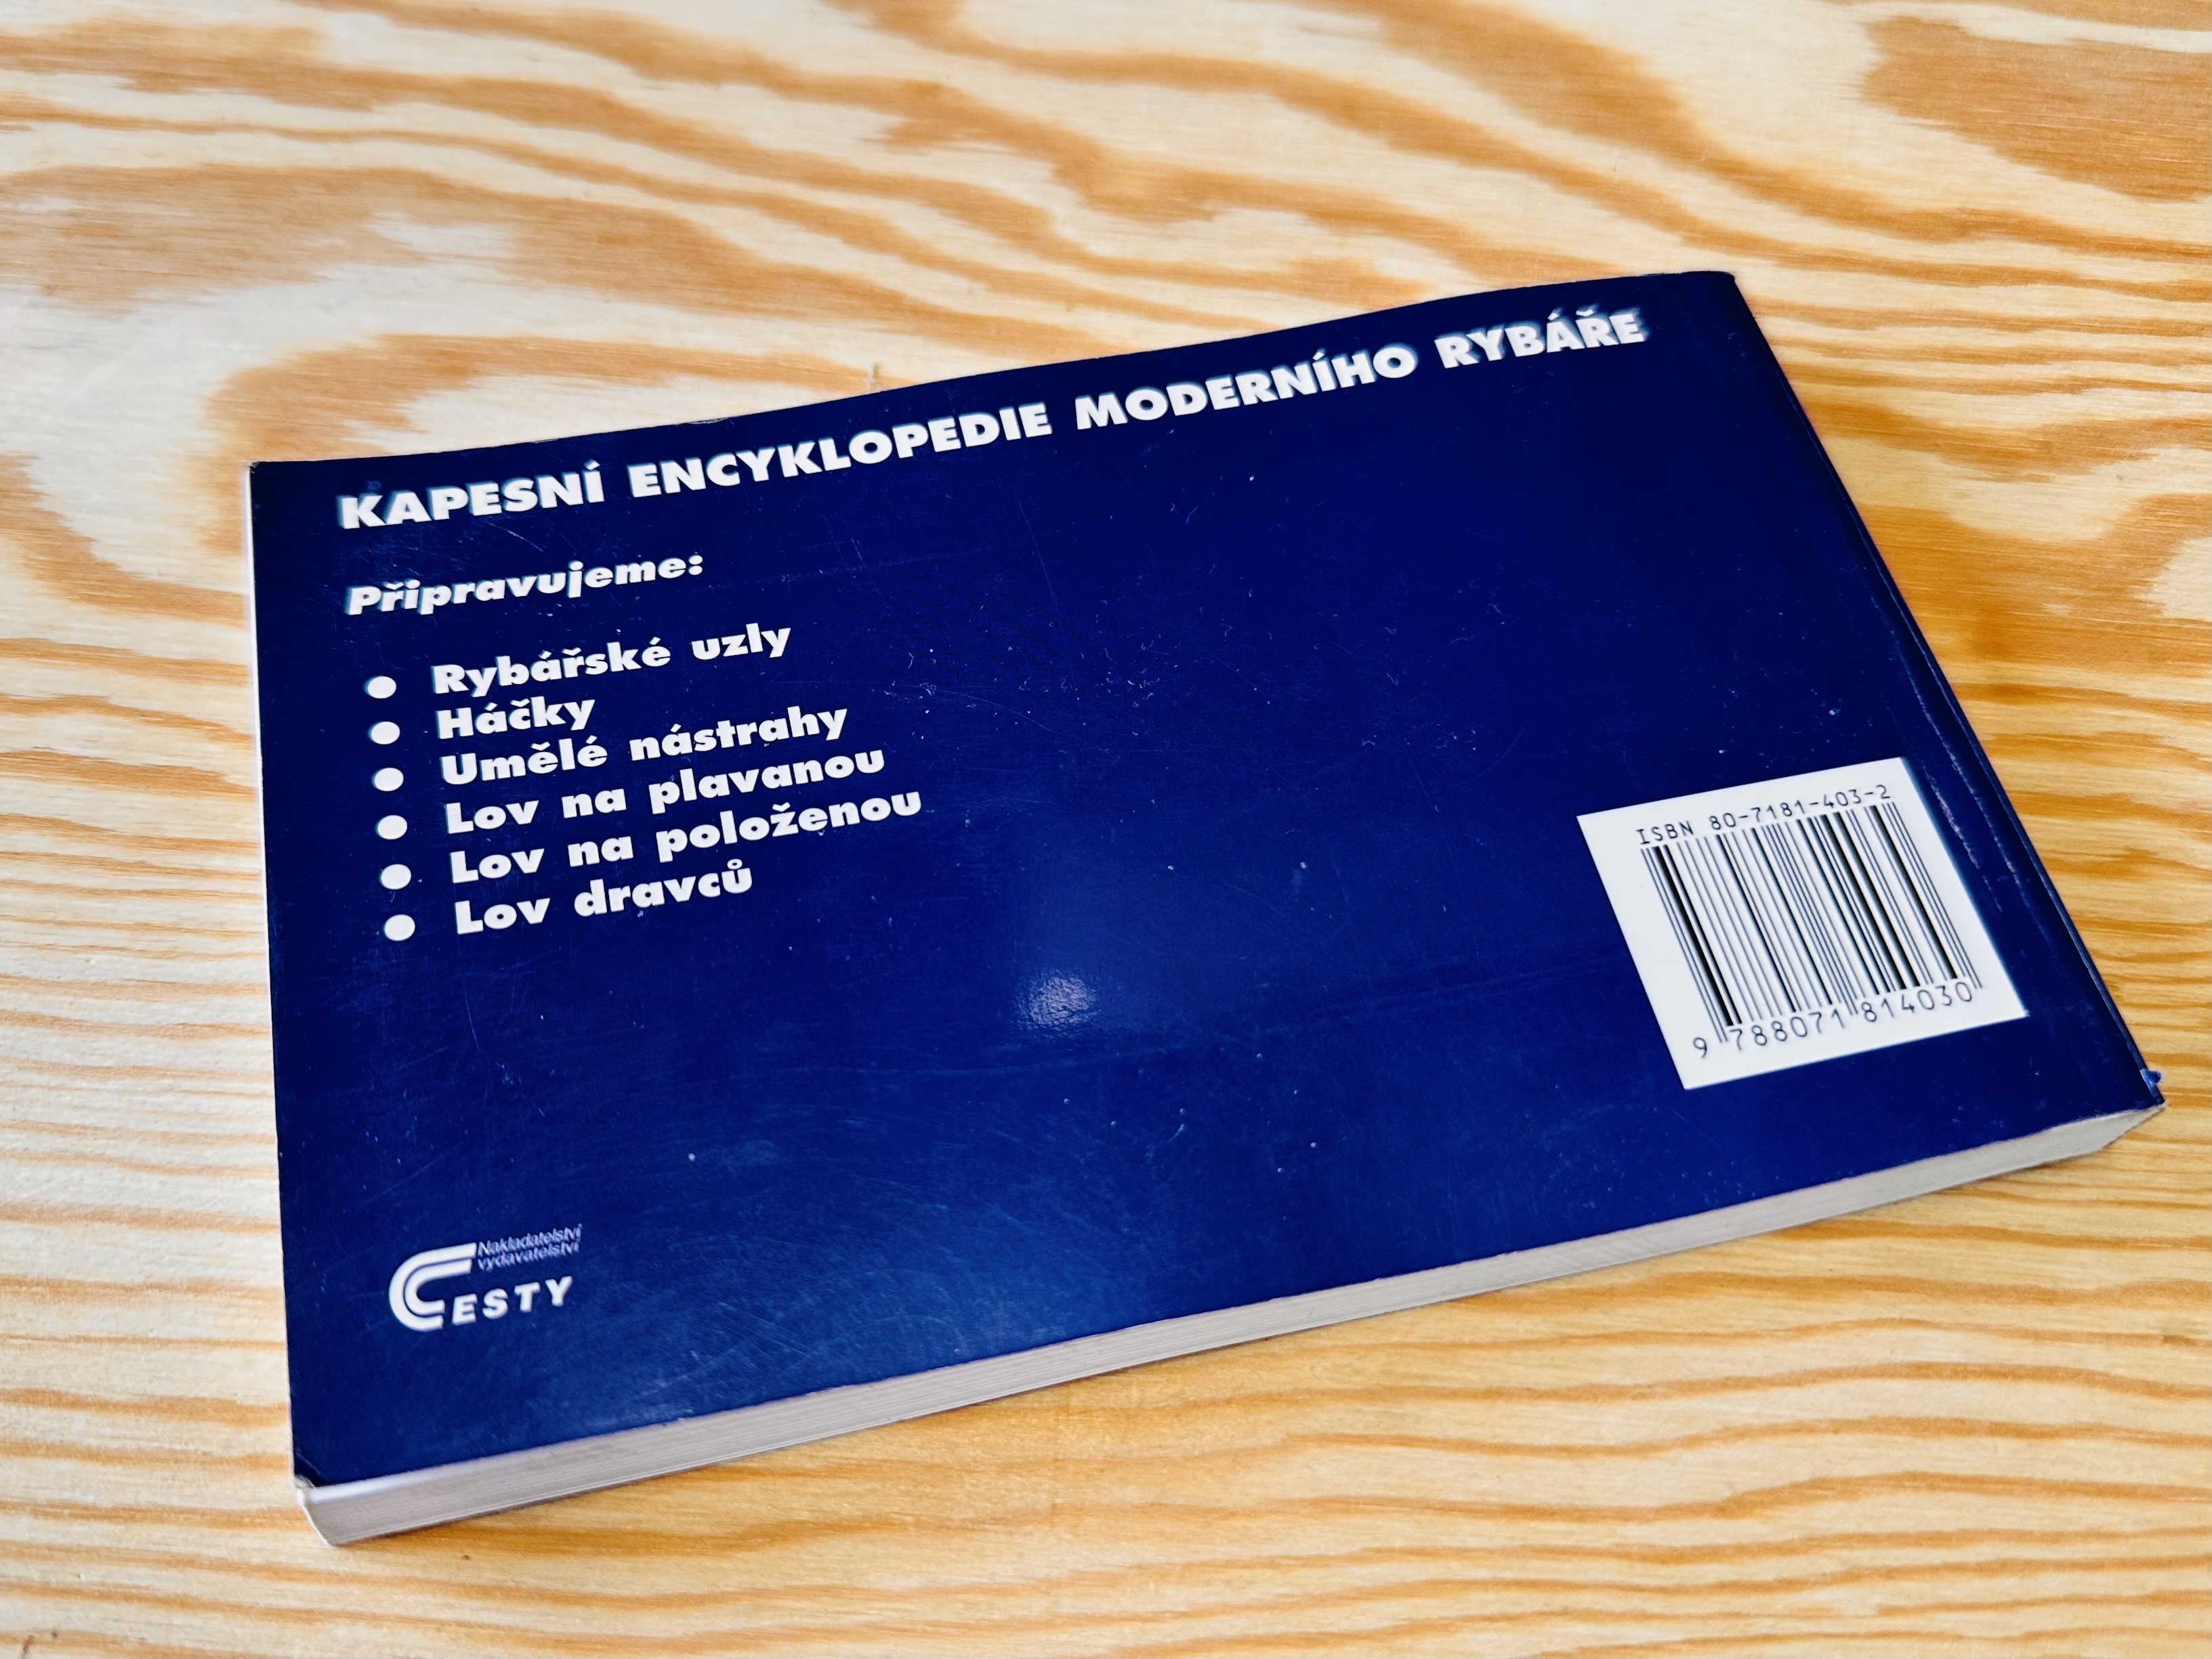 KAPESNÍ ENCYKLOPEDIE MODERNÍHO RYBÁŘE
Připravujeme:
● Rybářské uzly
● Háčky
● Umělé nástrahy
● Lov na plavanou
● Lov na položenou
● Lov dravců
ISBN 80-7181-403-2
9 788071 814030
Nakladatelství
vydavatelství
CESTY